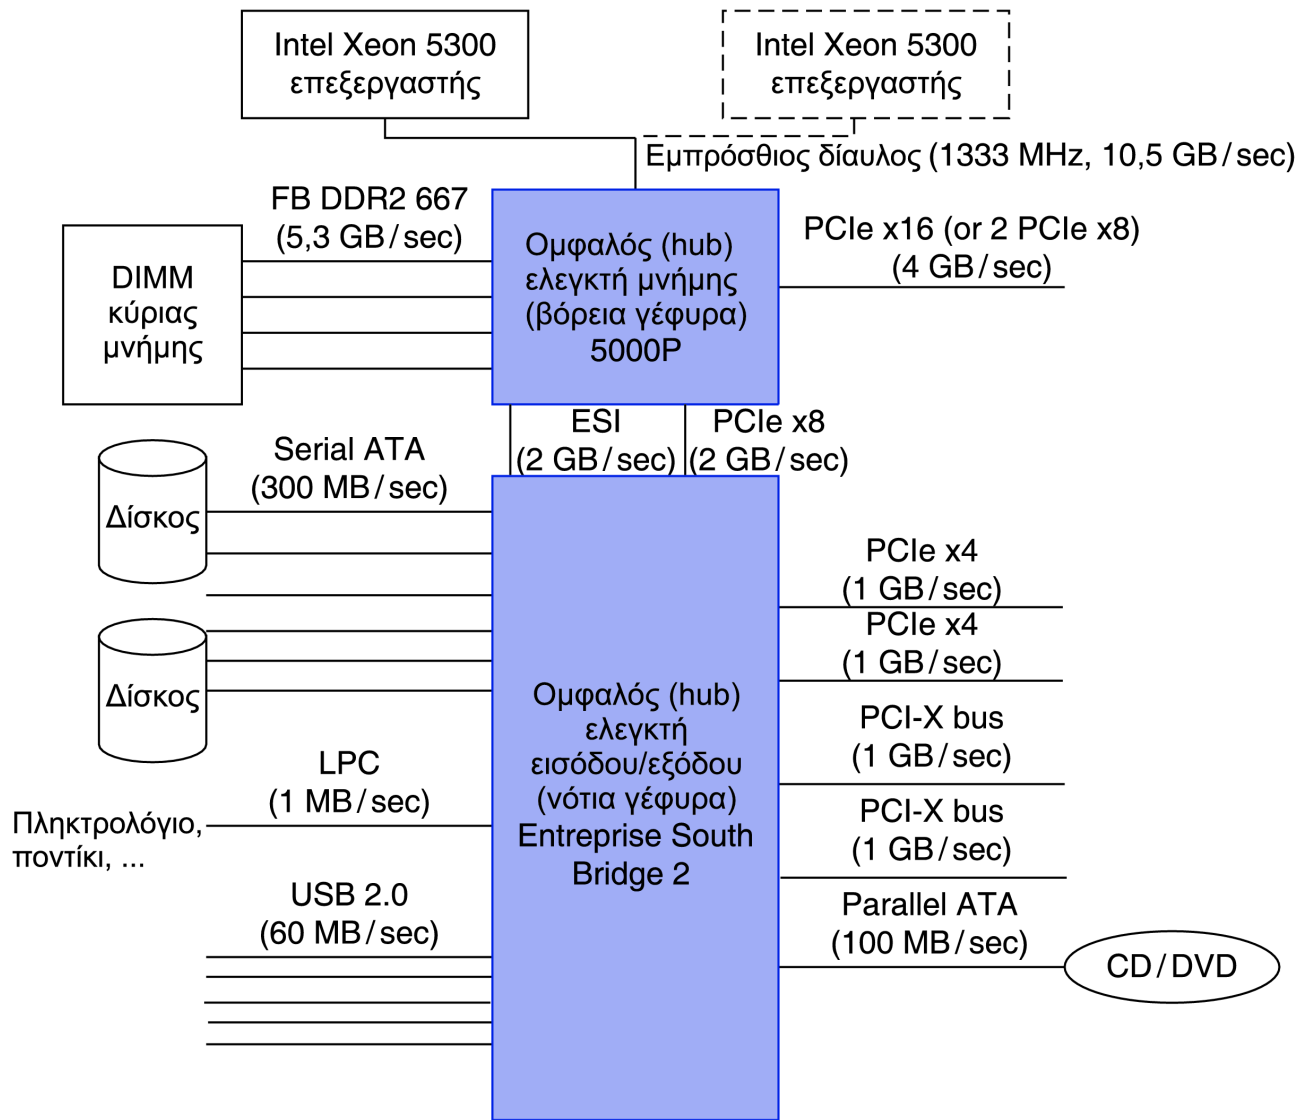 Intel Xeon 5300
επεξεργαστής
Intel Xeon 5300
επεξεργαστής
Εμπρόσθιος δίαυλος (1333 MHz, 10,5 GB/sec)
FB DDR2 667
(5,3 GB/sec)
DIMM
κύριας
μνήμης
Ομφαλός (hub)
ελεγκτή μνήμης
(βόρεια γέφυρα)
5000P
PCIe x16 (or 2 PCIe x8)
(4 GB/sec)
ESI
(2 GB/sec)
PCIe x8
(2 GB/sec)
Serial ATA
(300 MB/sec)
Δίσκος
Δίσκος
LPC
(1 MB/sec)
Πληκτρολόγιο,
ποντίκι, ...
USB 2.0
(60 MB/sec)
Ομφαλός (hub)
ελεγκτή
εισόδου/εξόδου
(νότια γέφυρα)
Entreprise South
Bridge 2
PCIe x4
(1 GB/sec)
PCIe x4
(1 GB/sec)
PCI-X bus
(1 GB/sec)
PCI-X bus
(1 GB/sec)
Parallel ATA
(100 MB/sec)
CD/DVD